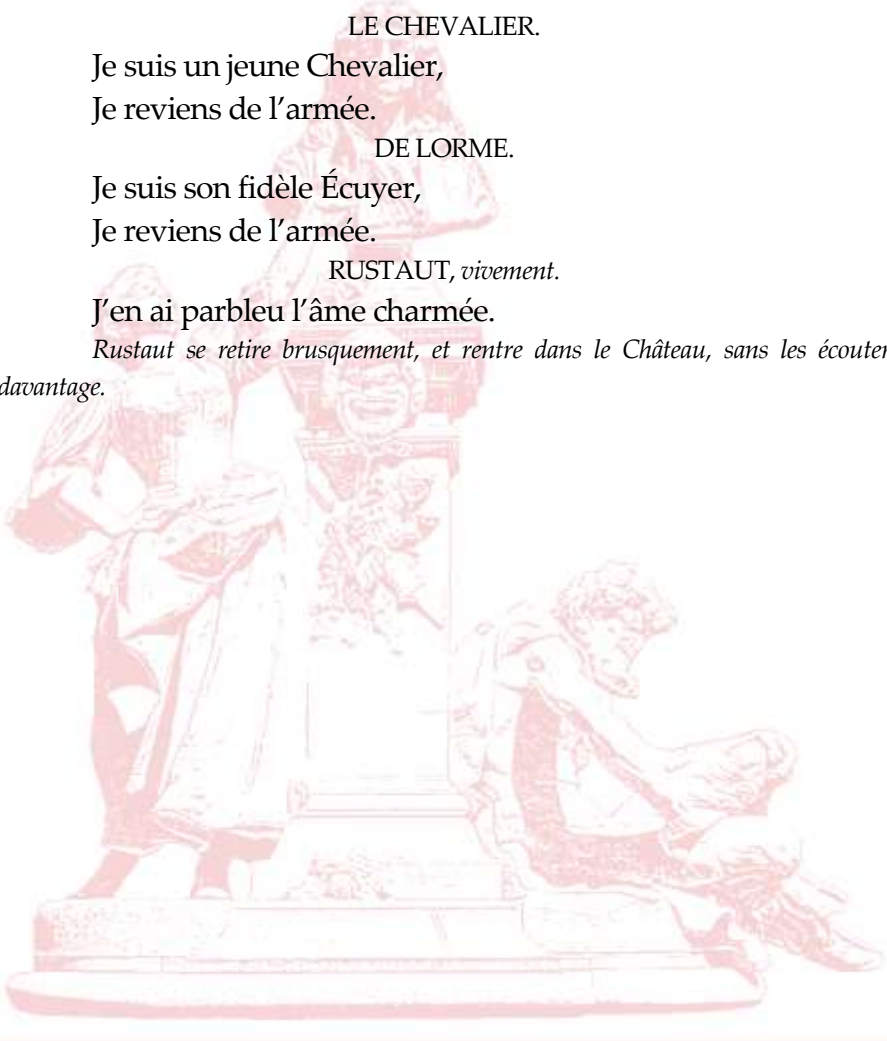 LE CHEVALIER.
Je suis un jeune Chevalier,
Je reviens de l’armée.
DE LORME.
Je suis son fidèle Écuyer,
Je reviens de l’armée.
RUSTAUT, vivement.
J’en ai parbleu l’âme charmée.
Rustaut se retire brusquement, et rentre dans le Château, sans les écouter
davantage.